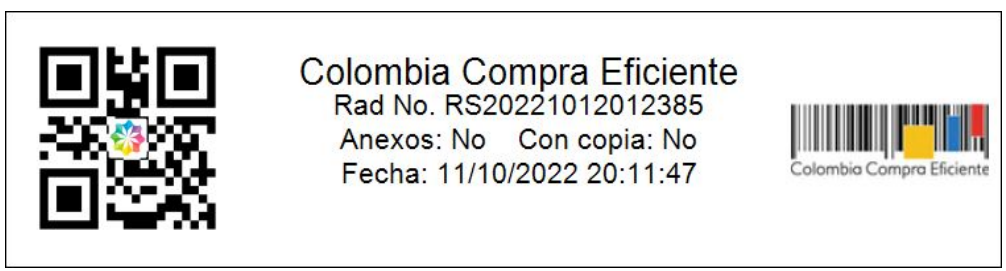 Colombia Compra Eficiente
Rad No. RS20221012012385
Anexos: No Con copia: No
Fecha: 11/10/2022 20:11:47
Colombia Compra Eficiente